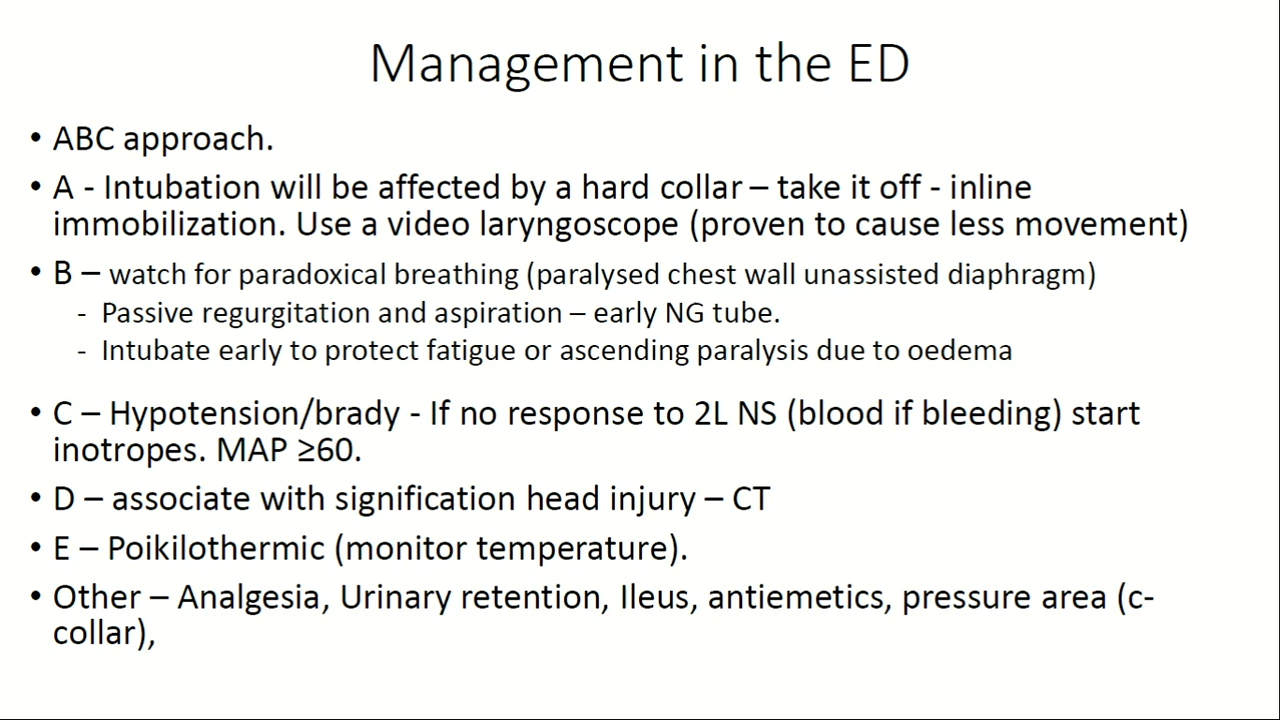 Management in the ED
• ABC approach.
• A - Intubation will be affected by a hard collar – take it off - inline
immobilization. Use a video laryngoscope (proven to cause less movement)
• B – watch for paradoxical breathing (paralysed chest wall unassisted diaphragm)
- Passive regurgitation and aspiration – early NG tube.
- Intubate early to protect fatigue or ascending paralysis due to oedema
• C – Hypotension/brady - If no response to 2L NS (blood if bleeding) start
inotropes. MAP ≥60.
• D – associate with signification head injury – CT
• E – Poikilothermic (monitor temperature).
• Other – Analgesia, Urinary retention, Ileus, antiemetics, pressure area (c-
collar),